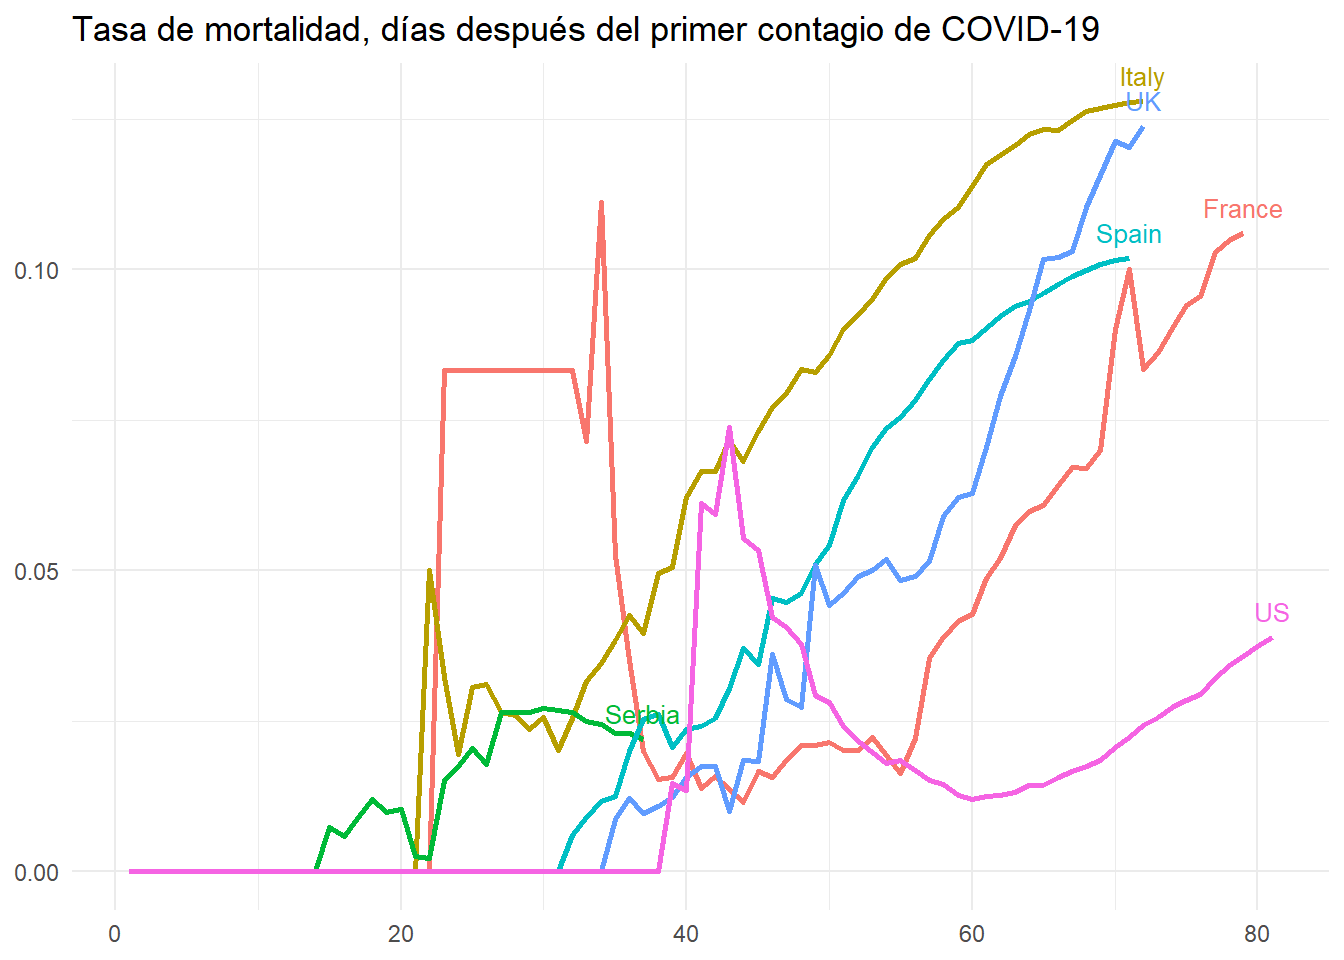 Tasa de mortalidad, días después del primer contagio de COVID-19
Italy
UK
France
Spain
0.10
0.05
US
Serbia
0.00
0 20 40 60 80